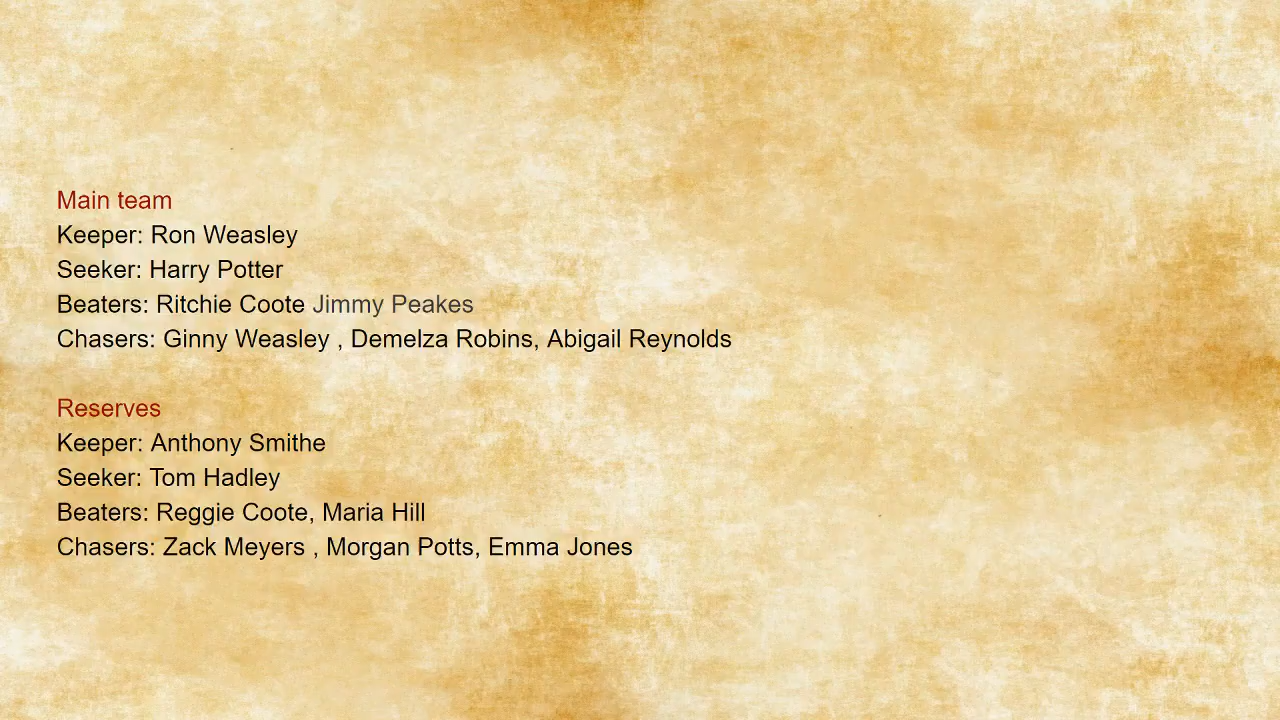 Main team
Keeper: Ron Weasley
Seeker: Harry Potter
Beaters: Ritchie Coote Jimmy Peakes
Chasers: Ginny Weasley , Demelza Robins, Abigail Reynolds
Reserves
Keeper: Anthony Smithe
Seeker: Tom Hadley
Beaters: Reggie Coote, Maria Hill
Chasers: Zack Meyers , Morgan Potts, Emma Jones